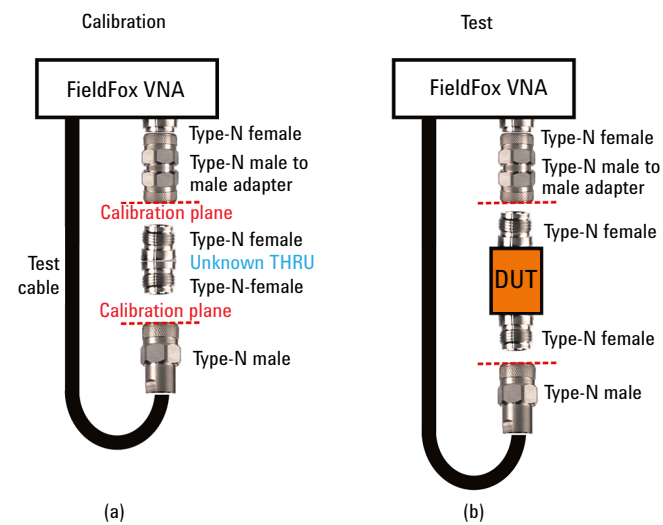 Calibration
FieldFox VNA
Type-N female
Type-N male to
male adapter
Calibration plane
Type-N female
Unknown THRU
Type-N-female
Test
cable
Calibration plane
Type-N male
(a)
Test
FieldFox VNA
Type-N female
Type-N male to
male adapter
Type-N female
DUT
Type-N female
Type-N male
(b)